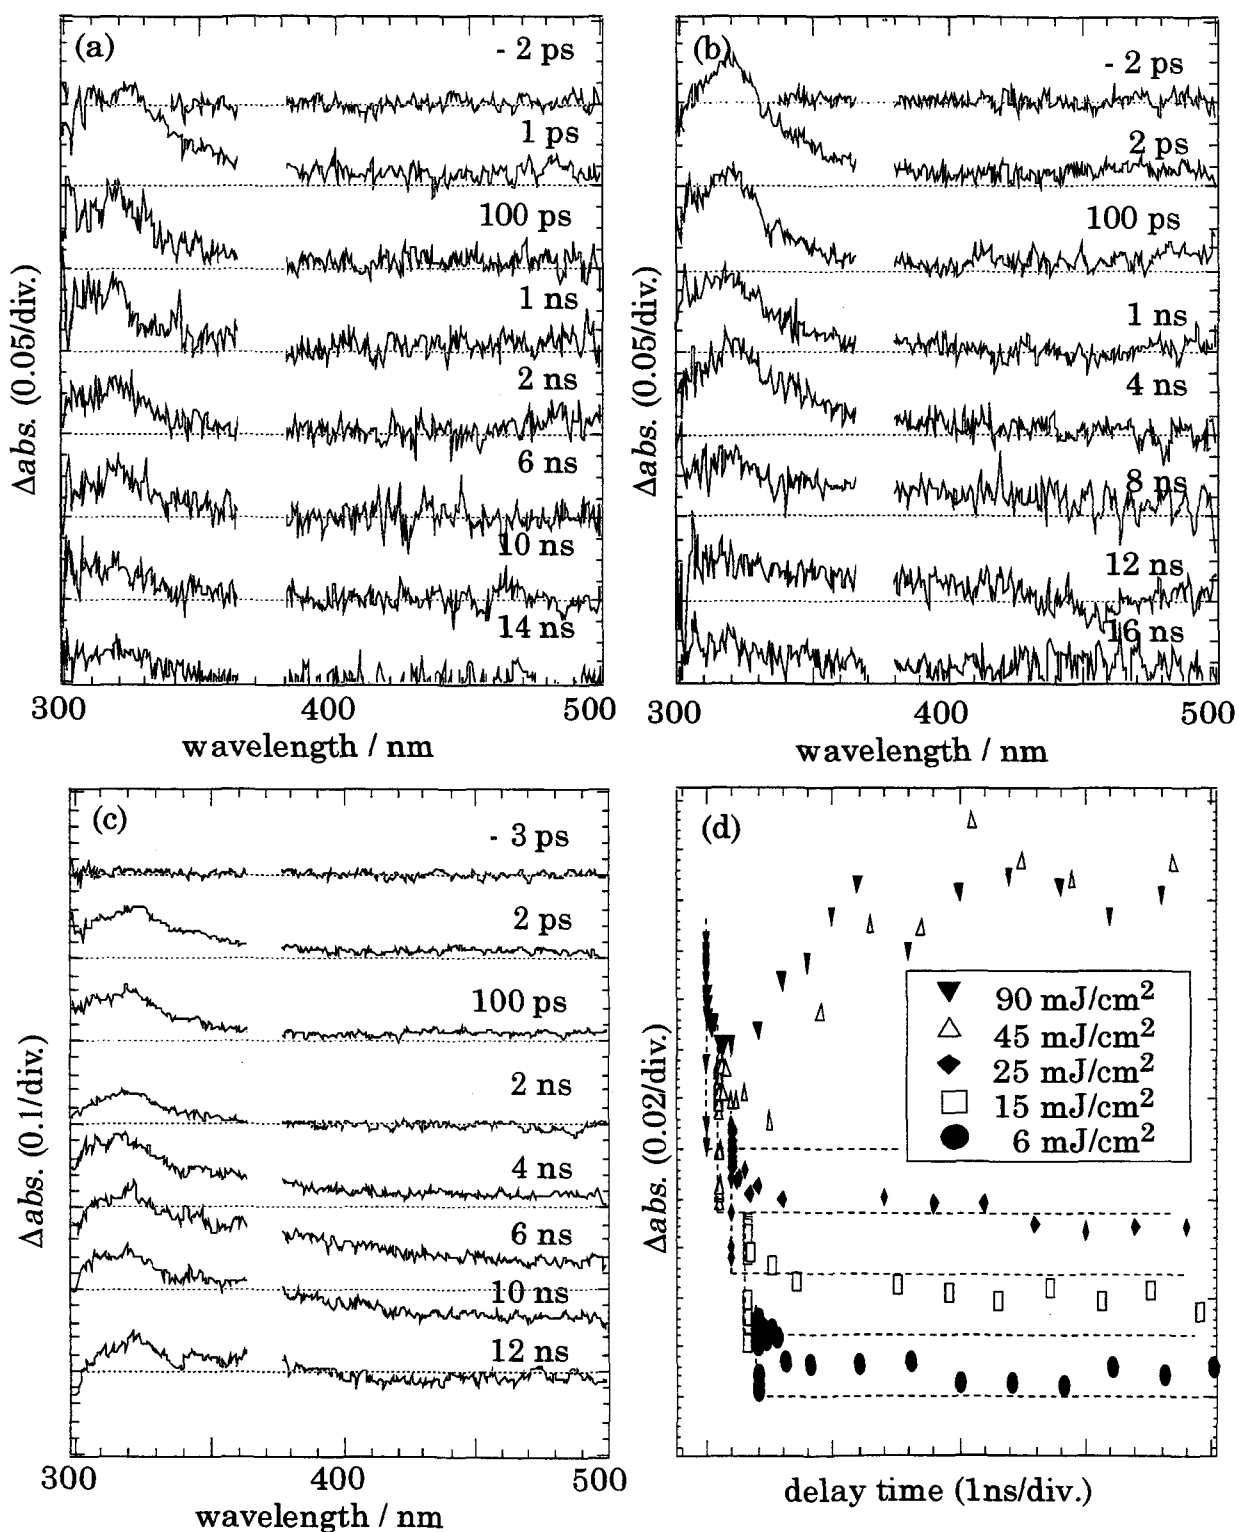 (a)
- 2 ps
1 ps
100 ps
1 ns
2 ns
6 ns
10 ns
14 ns
Δabs. (0.05/div.)
300 400 500
wavelength / nm
(b)
- 2 ps
2 ps
100 ps
1 ns
4 ns
8 ns
12 ns
16 ns
Δabs. (0.05/div.)
300 400 500
wavelength / nm
(c)
- 3 ps
2 ps
100 ps
2 ns
4 ns
6 ns
10 ns
12 ns
Δabs. (0.1/div.)
300 400 500
wavelength / nm
(d)
90 mJ/cm²
45 mJ/cm²
25 mJ/cm²
15 mJ/cm²
6 mJ/cm²
Δabs. (0.02/div.)
delay time (1ns/div.)